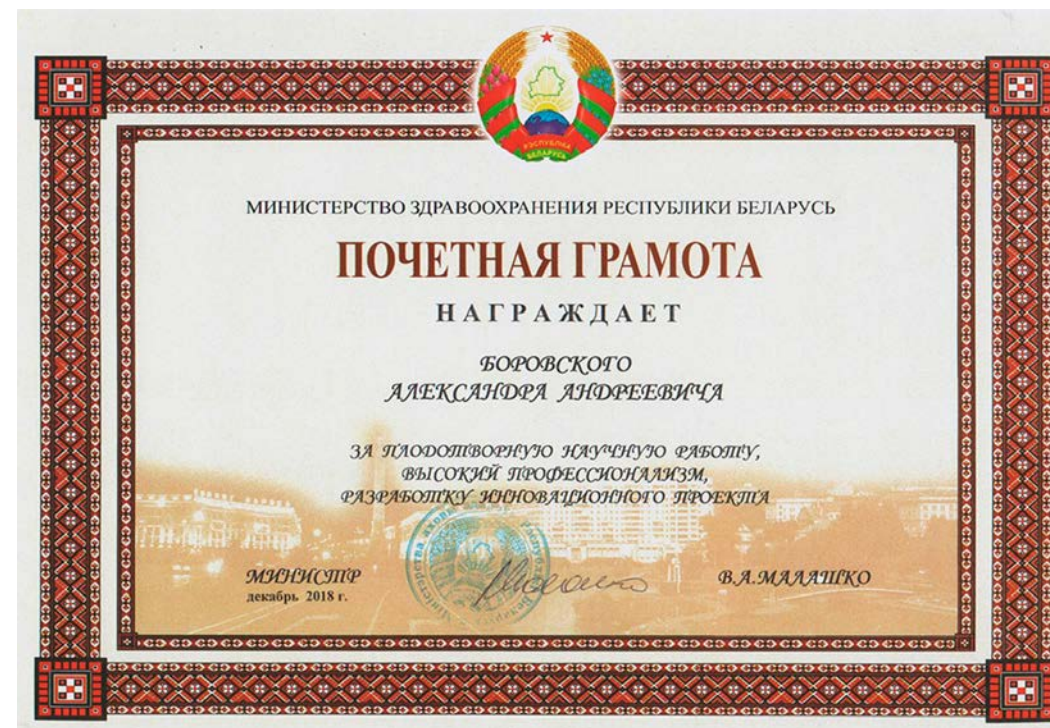 РЭСПУБЛІКА
БЕЛАРУСЬ
МИНИСТЕРСТВО ЗДРАВООХРАНЕНИЯ РЕСПУБЛИКИ БЕЛАРУСЬ
ПОЧЕТНАЯ ГРАМОТА
НАГРАЖДАЕТ
БОРОВСКОГО
АЛЕКСАНДРА АНДРЕЕВИЧА
ЗА ПЛОДОТВОРНУЮ НАУЧНУЮ РАБОТУ,
ВЫСОКИЙ ПРОФЕССИОНАЛИЗМ,
РАЗРАБОТКУ ИННОВАЦИОННОГО ПРОЕКТА
МИНИСТР В.А.МАЛАШКО
декабрь 2018 г.